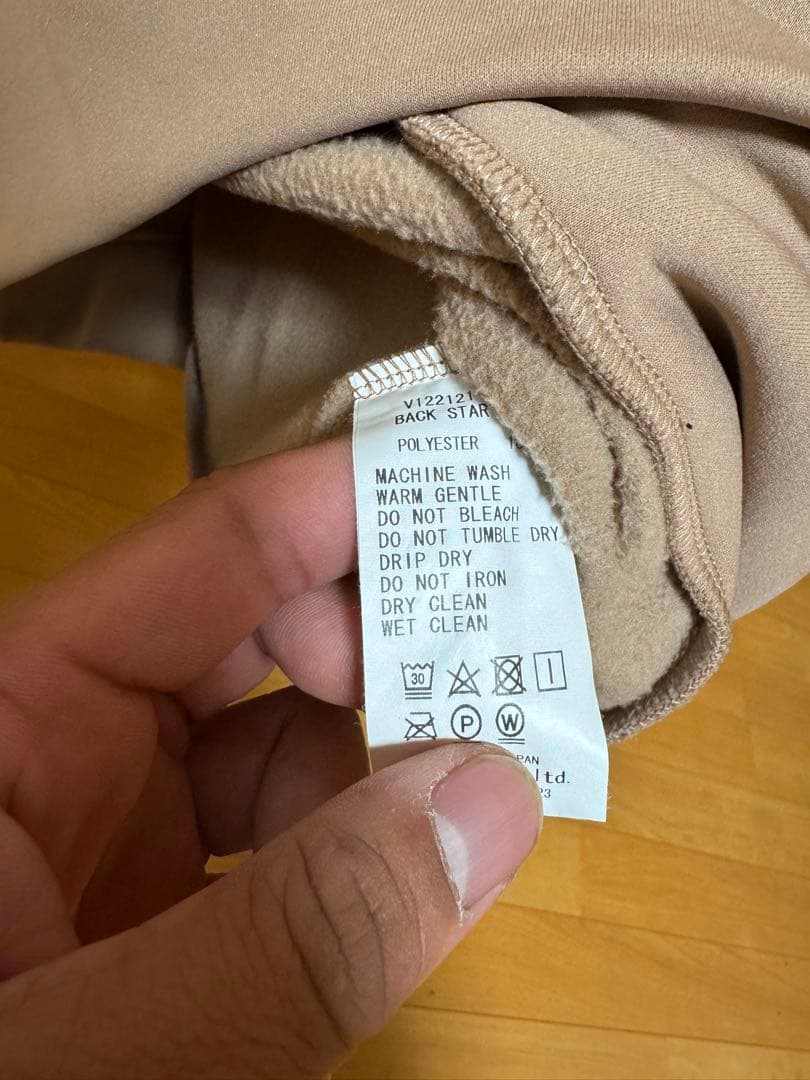 BACK STAR
POLYESTER
MACHINE WASH
WARM GENTLE
DO NOT BLEACH
DO NOT TUMBLE DRY
DRIP DRY
DO NOT IRON
DRY CLEAN
WET CLEAN
30
P
W
ltd.